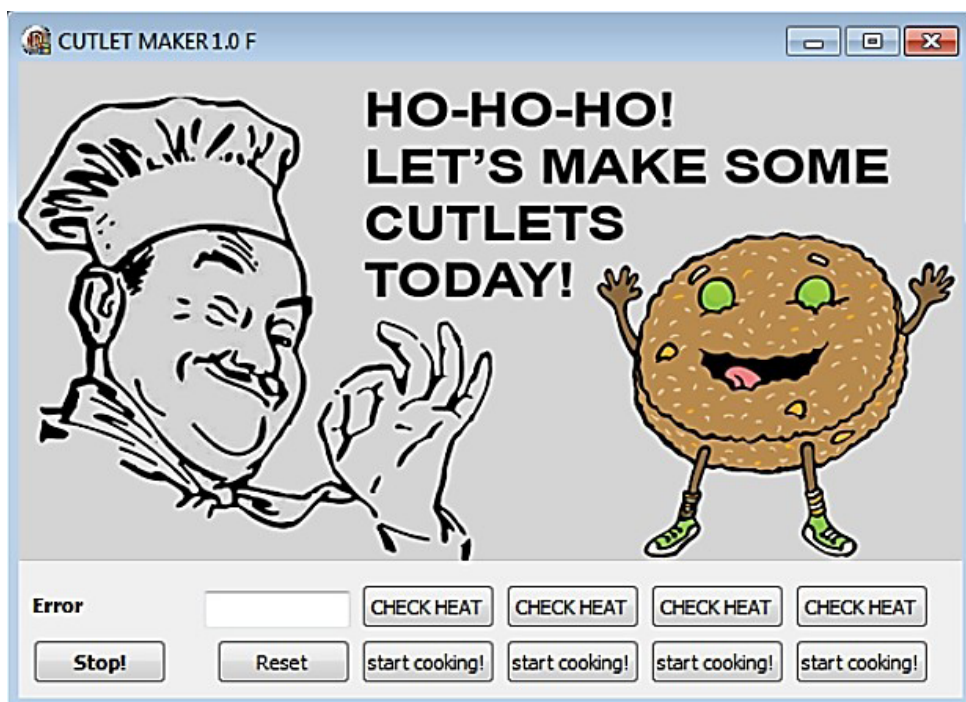 CUTLET MAKER 1.0 F
HO-HO-HO!
LET'S MAKE SOME
CUTLETS
TODAY!
Error
CHECK HEAT
CHECK HEAT
CHECK HEAT
CHECK HEAT
Stop!
Reset
start cooking!
start cooking!
start cooking!
start cooking!